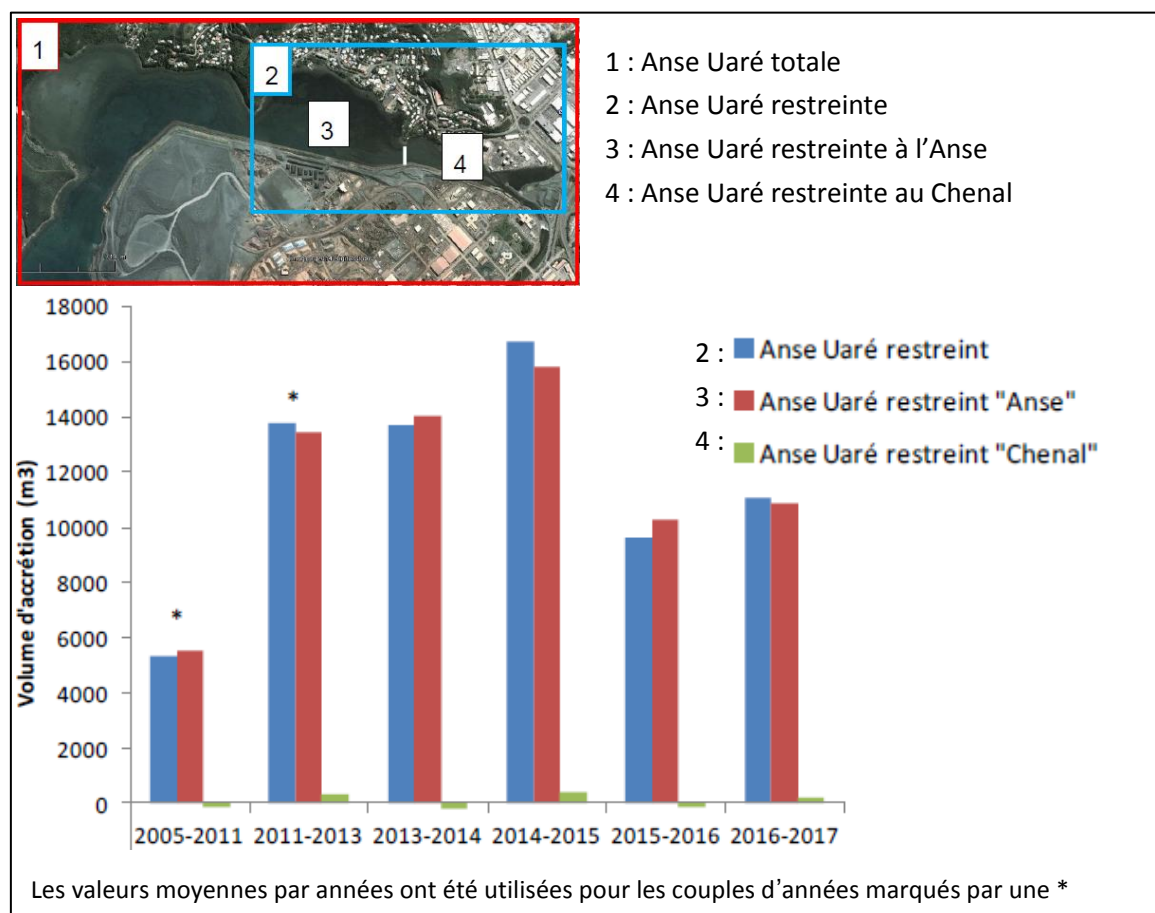 1
2
3
4
1 : Anse Uaré totale
2 : Anse Uaré restreinte
3 : Anse Uaré restreinte à l'Anse
4 : Anse Uaré restreinte au Chenal
Volume d'accrétion (m3)
18000
16000
14000
12000
10000
8000
6000
4000
2000
0
*
*
2 : Anse Uaré restreint
3 : Anse Uaré restreint "Anse"
4 : Anse Uaré restreint "Chenal"
2005-2011 2011-2013 2013-2014 2014-2015 2015-2016 2016-2017
Les valeurs moyennes par années ont été utilisées pour les couples d'années marqués par une *